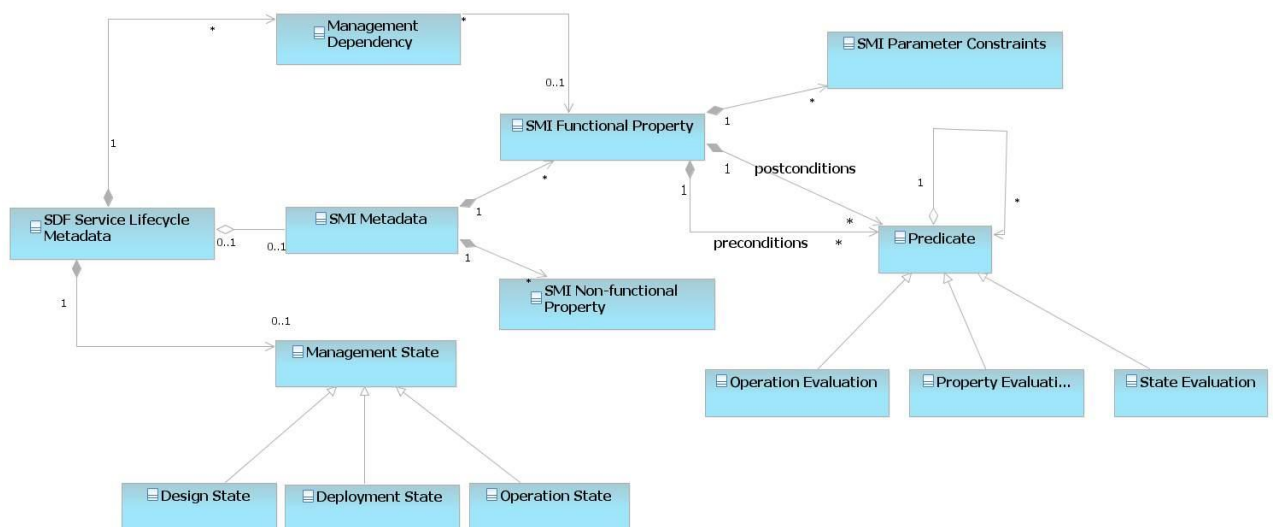 Management
Dependency
*
*
SMI Parameter Constraints
0..1
*
1
SMI Functional Property
1
postconditions
1
1
1
*
*
1
SDF Service Lifecycle
Metadata
SMI Metadata
1
*
preconditions
*
Predicate
0..1
0..1
1
*
SMI Non-functional
Property
1
0..1
Management State
Operation Evaluation
Property Evaluati...
State Evaluation
Design State
Deployment State
Operation State